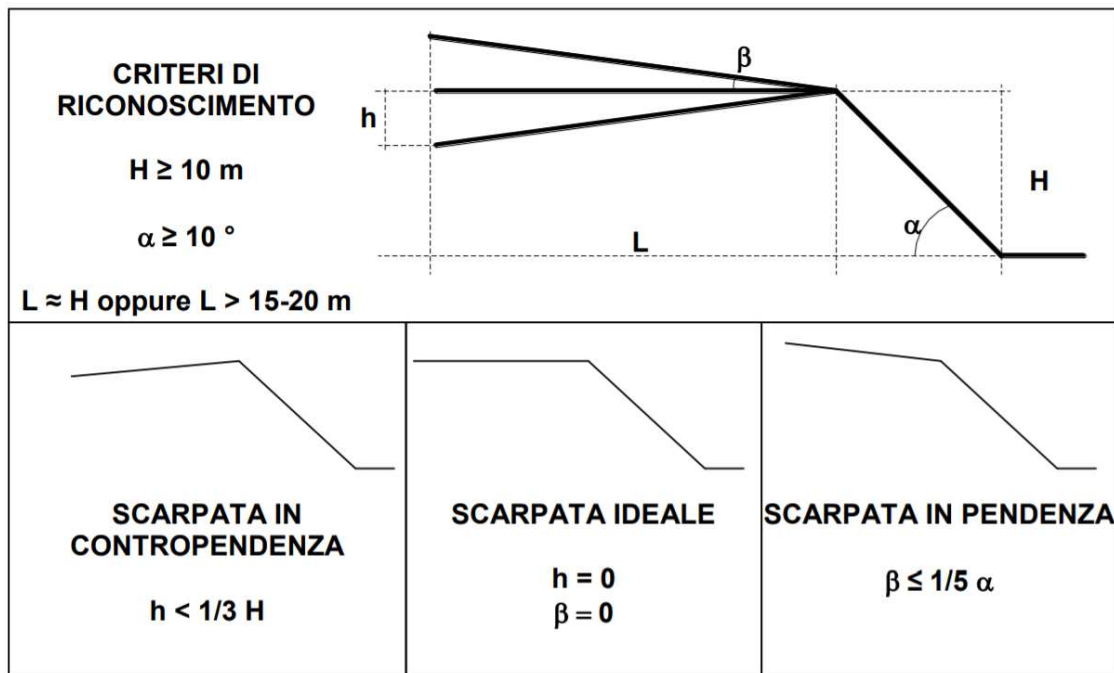 CRITERI DI
RICONOSCIMENTO
H ≥ 10 m
α ≥ 10 °
L ≈ H oppure L > 15-20 m
β
h
H
α
L
SCARPATA IN
CONTROPENDENZA
h < 1/3 H
SCARPATA IDEALE
h = 0
β = 0
SCARPATA IN PENDENZA
β ≤ 1/5 α